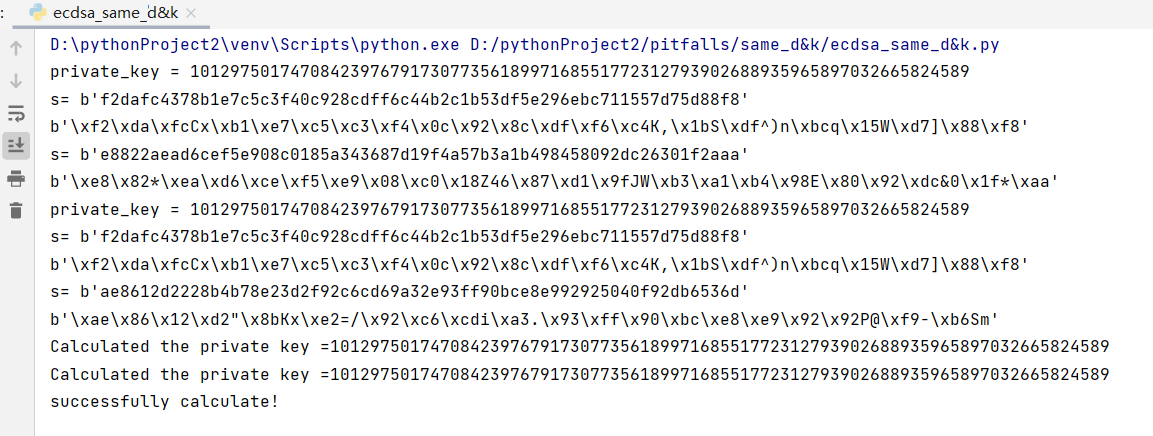 :
ecdsa_same_d&k
D:\pythonProject2\venv\Scripts\python.exe D:/pythonProject2/pitfalls/same_d&k/ecdsa_same_d&k.py
private_key = 101297501747084239767917307735618997168551772312793902688935965897032665824589
s= b'f2dafc4378b1e7c5c3f40c928cdff6c44b2c1b53df5e296ebc711557d75d88f8'
b'\xf2\xda\xfcCx\xb1\xe7\xc5\xc3\xf4\x0c\x92\x8c\xdf\xf6\xc4K,\x1bS\xdf^)n\xbcq\x15W\xd7]\x88\xf8'
s= b'e8822aead6cef5e908c0185a343687d19f4a57b3a1b498458092dc26301f2aaa'
b'\xe8\x82*\xea\xd6\xce\xf5\xe9\x08\xc0\x18Z46\x87\xd1\x9fJW\xb3\xa1\xb4\x98E\x80\x92\xdc&0\x1f*\xaa'
private_key = 101297501747084239767917307735618997168551772312793902688935965897032665824589
s= b'f2dafc4378b1e7c5c3f40c928cdff6c44b2c1b53df5e296ebc711557d75d88f8'
b'\xf2\xda\xfcCx\xb1\xe7\xc5\xc3\xf4\x0c\x92\x8c\xdf\xf6\xc4K,\x1bS\xdf^)n\xbcq\x15W\xd7]\x88\xf8'
s= b'ae8612d2228b4b78e23d2f92c6cd69a32e93ff90bce8e992925040f92db6536d'
b'\xae\x86\x12\xd2"\x8bKx\xe2=/\x92\xc6\xcdi\xa3.\x93\xff\x90\xbc\xe8\xe9\x92\x92P@\xf9-\xb6Sm'
Calculated the private key =101297501747084239767917307735618997168551772312793902688935965897032665824589
Calculated the private key =101297501747084239767917307735618997168551772312793902688935965897032665824589
successfully calculate!